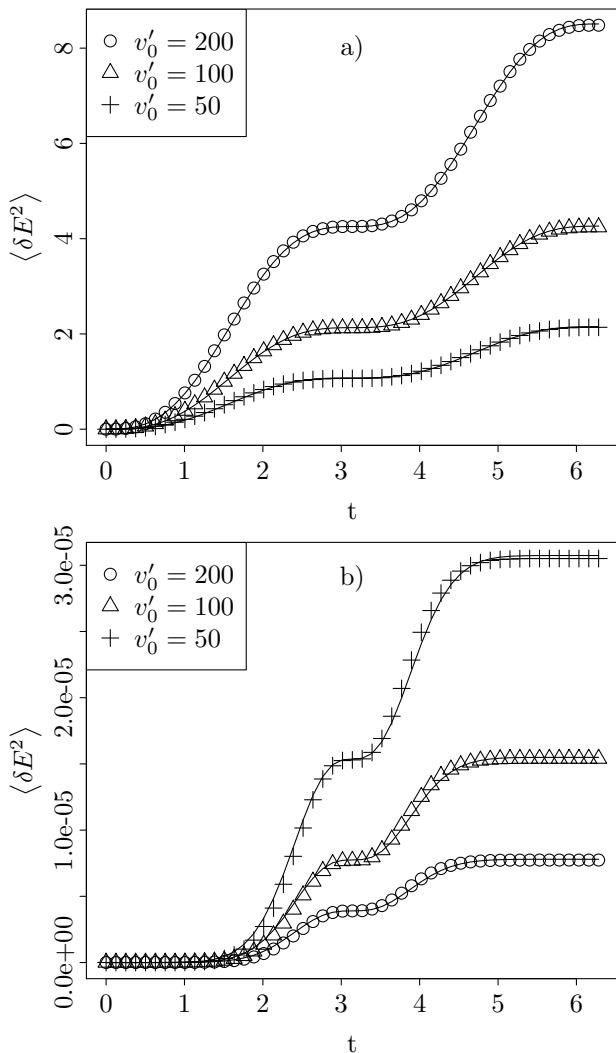 a)
○ v′₀ = 200
△ v′₀ = 100
+ v′₀ = 50
⟨δE²⟩
8
6
4
2
0
0 1 2 3 4 5 6
t
b)
○ v′₀ = 200
△ v′₀ = 100
+ v′₀ = 50
⟨δE²⟩
3.0e-05
2.0e-05
1.0e-05
0.0e+00
0 1 2 3 4 5 6
t